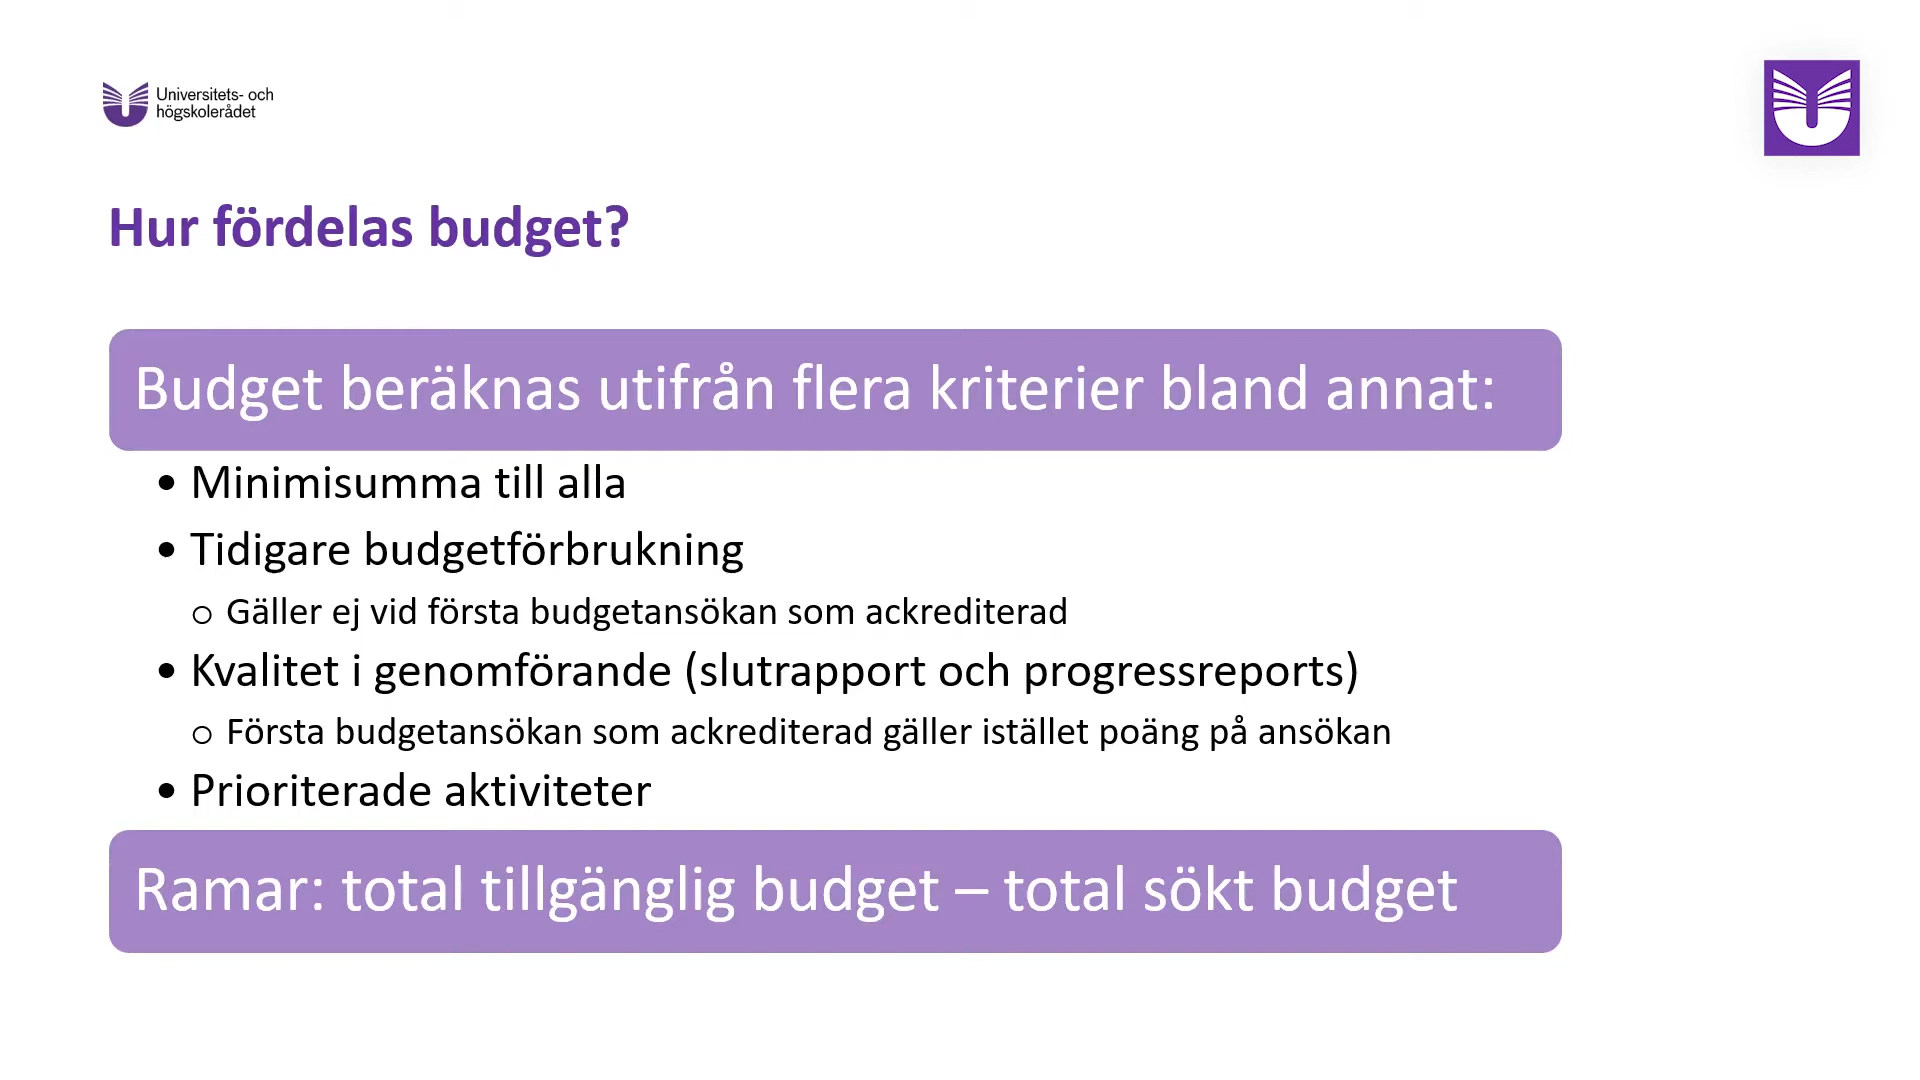 Universitets- och
högskolerådet
Hur fördelas budget?
Budget beräknas utifrån flera kriterier bland annat:
• Minimisumma till alla
• Tidigare budgetförbrukning
o Gäller ej vid första budgetansökan som ackrediterad
• Kvalitet i genomförande (slutrapport och progressreports)
o Första budgetansökan som ackrediterad gäller istället poäng på ansökan
• Prioriterade aktiviteter
Ramar: total tillgänglig budget – total sökt budget